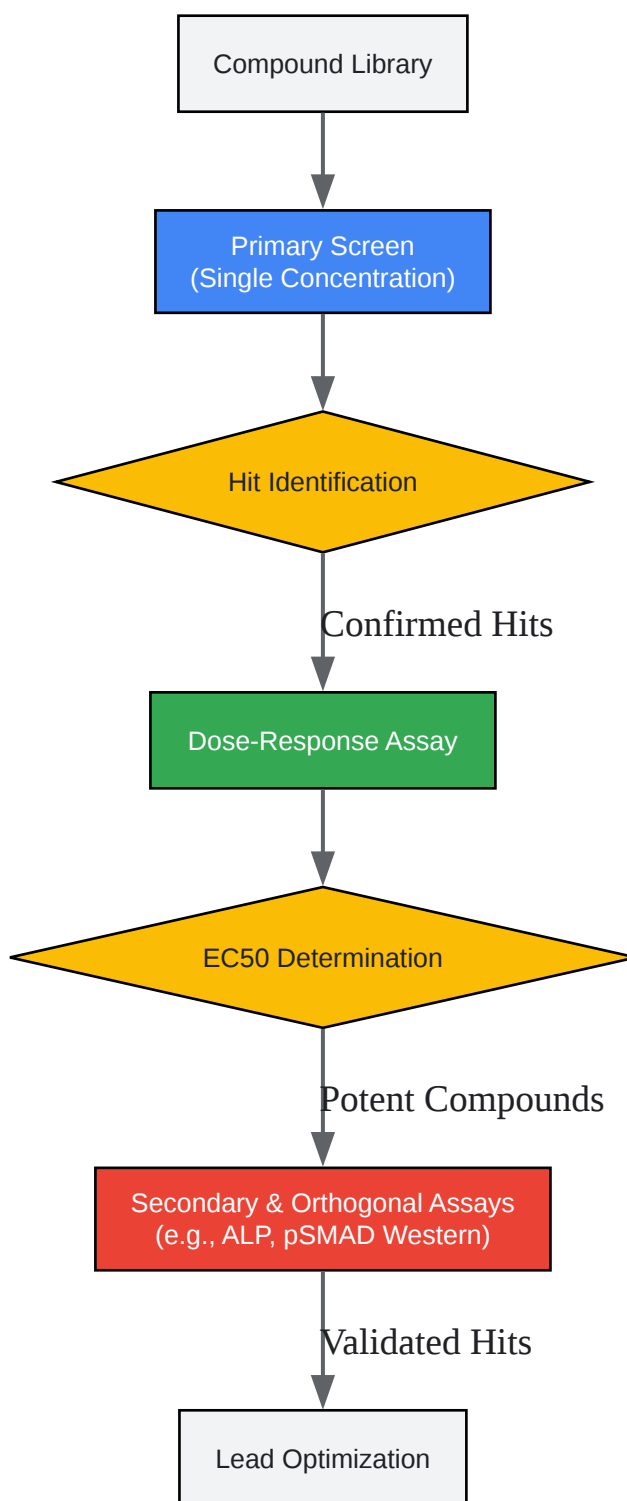 Compound Library
Primary Screen
(Single Concentration)
Hit Identification
Confirmed Hits
Dose-Response Assay
EC50 Determination
Potent Compounds
Secondary & Orthogonal Assays
(e.g., ALP, pSMAD Western)
Validated Hits
Lead Optimization